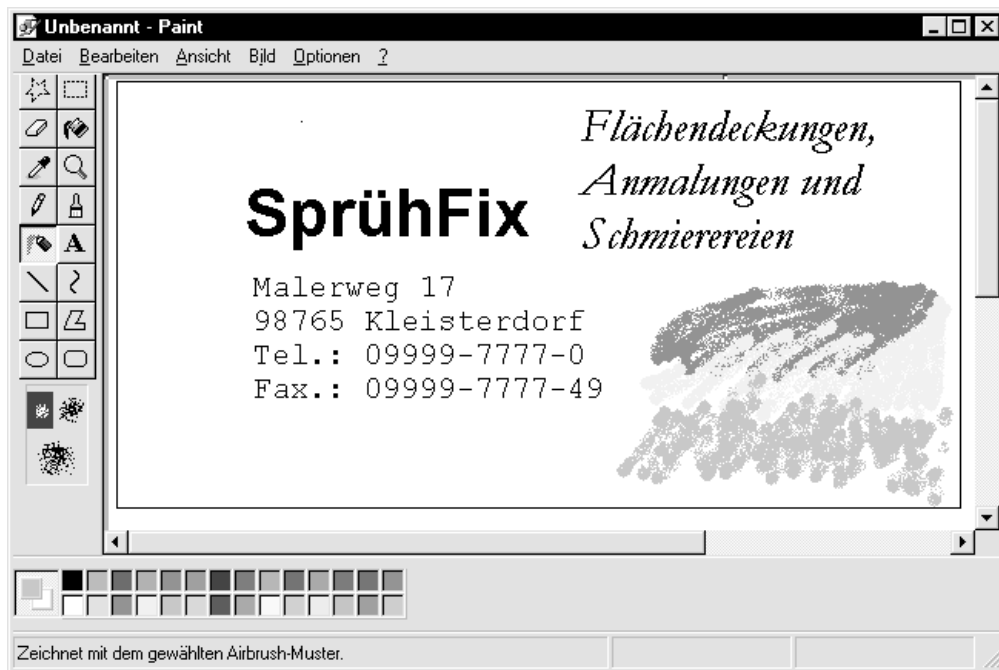 Unbenannt - Paint
Datei Bearbeiten Ansicht Bild Optionen ?
Flächendeckungen,
Anmalungen und
Schmierereien
SprühFix
Malerweg 17
98765 Kleisterdorf
Tel.: 09999-7777-0
Fax.: 09999-7777-49
A
Zeichnet mit dem gewählten Airbrush-Muster.